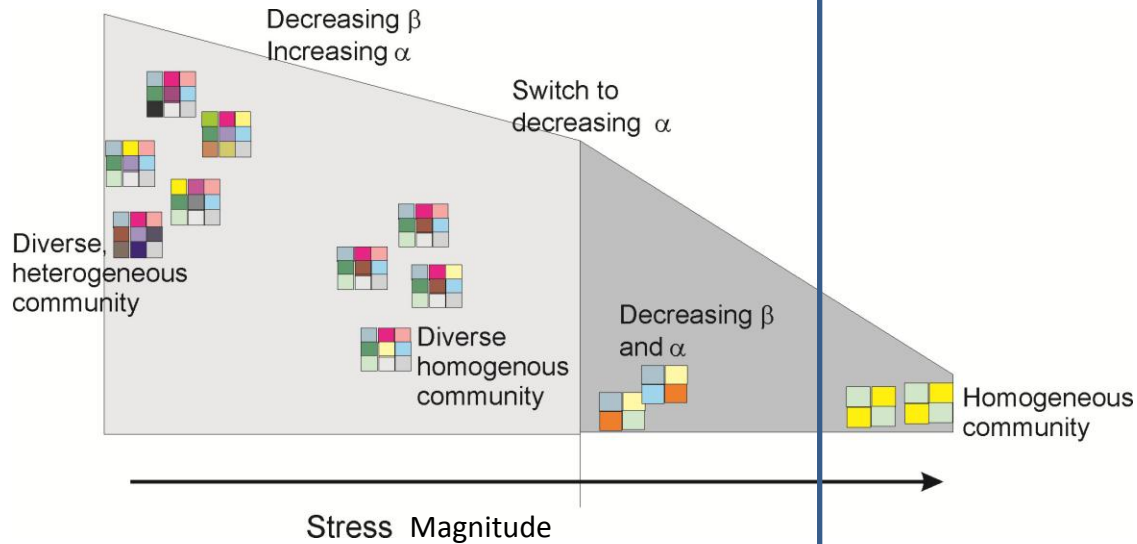 Decreasing β
Increasing α
Switch to
decreasing α
Diverse,
heterogeneous
community
Diverse
homogenous
community
Decreasing β
and α
Homogeneous
community
Stress Magnitude